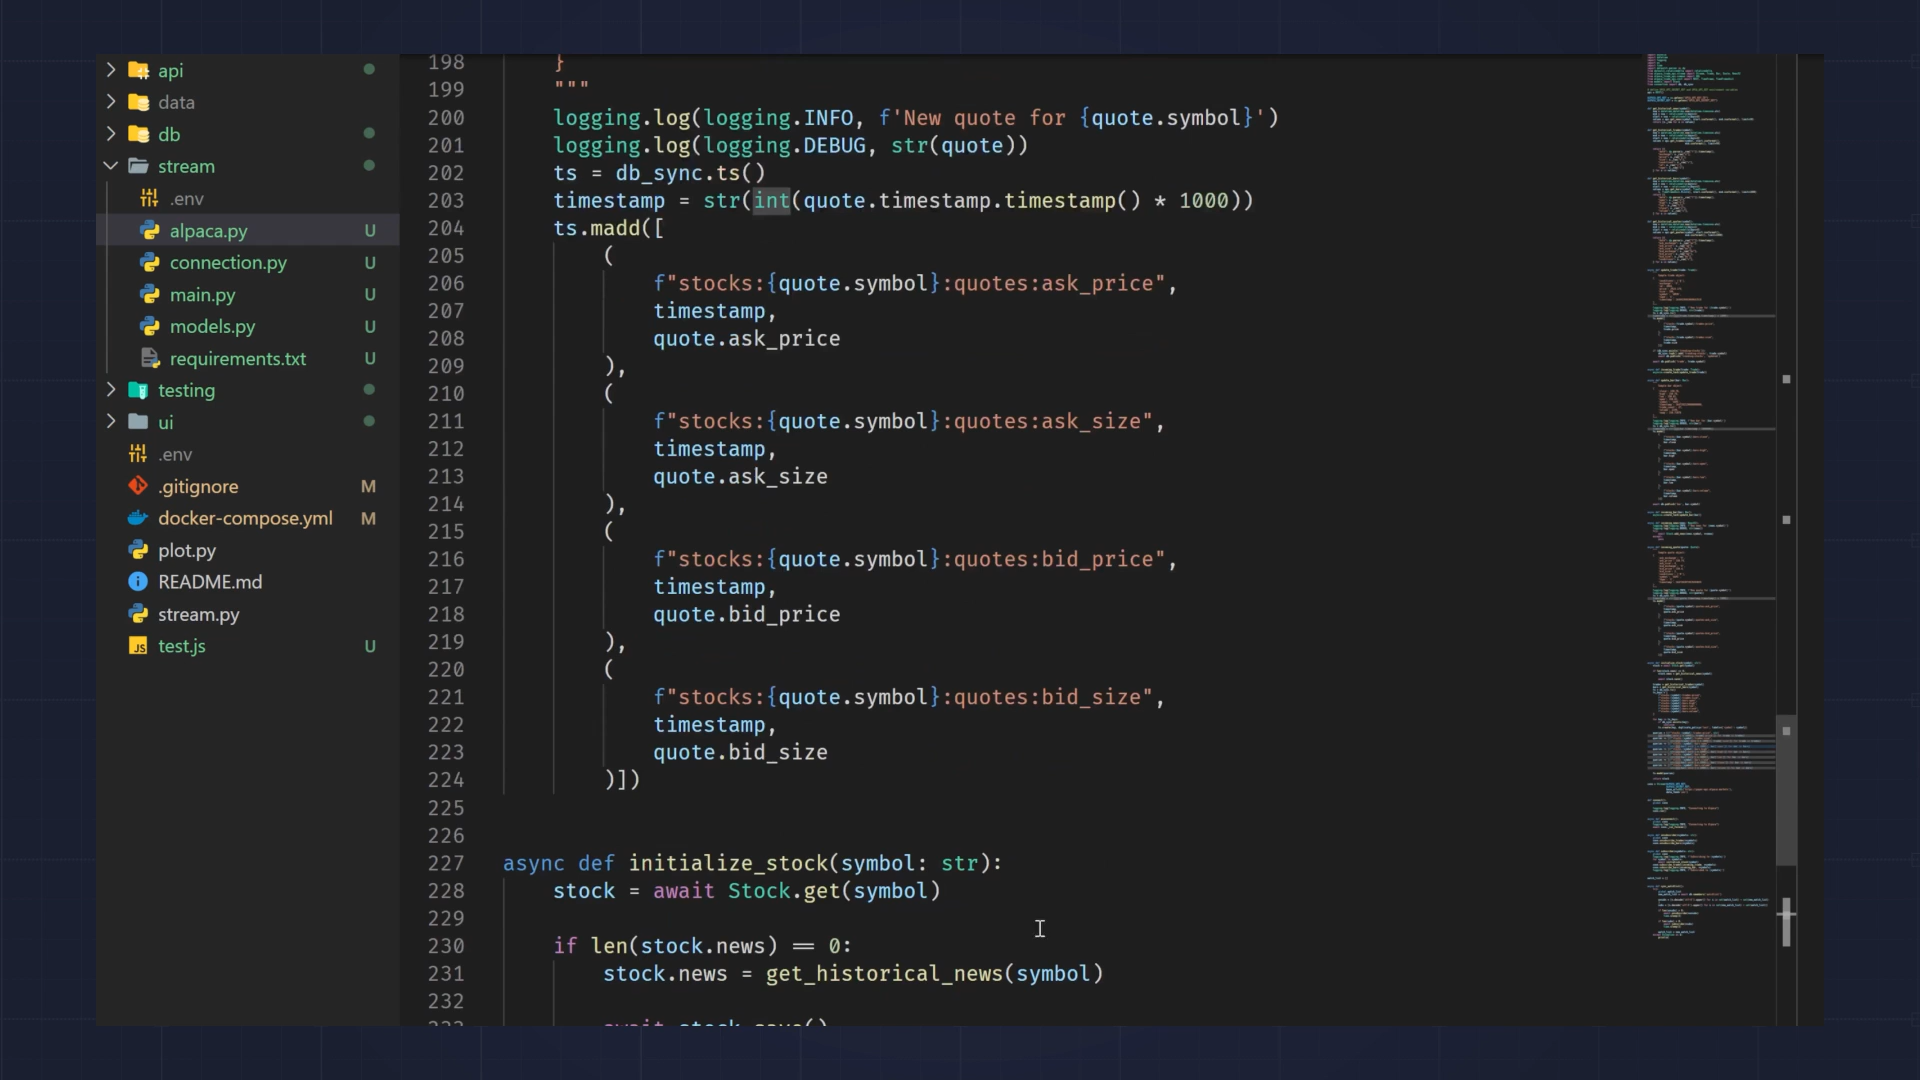 api
data
db
stream
.env
alpaca.py U
connection.py U
main.py U
models.py U
requirements.txt U
testing
ui
.env
.gitignore M
docker-compose.yml M
plot.py
README.md
stream.py
test.js U
198 }
199 """
200 logging.log(logging.INFO, f'New quote for {quote.symbol}')
201 logging.log(logging.DEBUG, str(quote))
202 ts = db_sync.ts()
203 timestamp = str(int(quote.timestamp.timestamp() * 1000))
204 ts.madd([
205 (
206 f"stocks:{quote.symbol}:quotes:ask_price",
207 timestamp,
208 quote.ask_price
209 ),
210 (
211 f"stocks:{quote.symbol}:quotes:ask_size",
212 timestamp,
213 quote.ask_size
214 ),
215 (
216 f"stocks:{quote.symbol}:quotes:bid_price",
217 timestamp,
218 quote.bid_price
219 ),
220 (
221 f"stocks:{quote.symbol}:quotes:bid_size",
222 timestamp,
223 quote.bid_size
224 )])
225
226
227 async def initialize_stock(symbol: str):
228 stock = await Stock.get(symbol)
229
230 if len(stock.news) == 0:
231 stock.news = get_historical_news(symbol)
232
233 await stock.save()